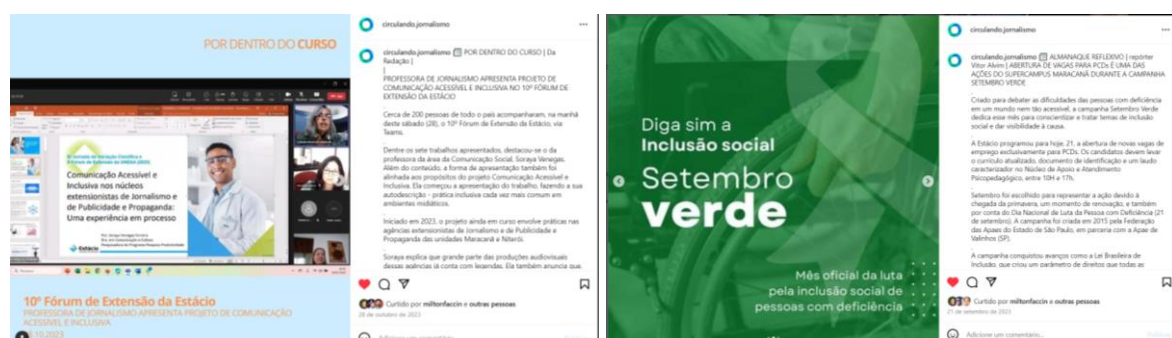 POR DENTRO DO CURSO
Comunicação Acessível e
Inclusiva nos núcleos
extensionistas de Jornalismo e
de Publicidade e Propaganda:
Uma experiência em processo
Estácio
10º Fórum de Extensão da Estácio
PROFESSORA DE JORNALISMO APRESENTA PROJETO DE COMUNICAÇÃO
ACESSÍVEL E INCLUSIVA
circulando.jornalismo
circulando.jornalismo POR DENTRO DO CURSO | Da
Redação |
|
PROFESSORA DE JORNALISMO APRESENTA PROJETO DE
COMUNICAÇÃO ACESSÍVEL E INCLUSIVA NO 10º FÓRUM DE
EXTENSÃO DA ESTÁCIO
Cerca de 200 pessoas de todo o país acompanharam, na manhã
deste sábado (28), o 10º Fórum de Extensão da Estácio, via
Teams.
Dentre os sete trabalhos apresentados, destacou-se o da
professora da área da Comunicação Social, Soraya Venegas.
Além do conteúdo, a forma de apresentação também foi
alinhada aos propósitos do projeto Comunicação Acessível e
Inclusiva. Ela começou a apresentação do trabalho, fazendo a sua
autodescrição - prática inclusiva cada vez mais comum em
ambientes midiáticos.
Iniciado em 2023, o projeto ainda em curso envolve práticas nas
agências extensionistas de Jornalismo e de Publicidade e
Propaganda das unidades Maracanã e Niterói.
Soraya explica que grande parte das produções audiovisuais
dessas agências já conta com legendas. Ela também anuncia que
Curtido por miltonfaccin e outras pessoas
28 de outubro de 2023
Adicione um comentário...
Diga sim a
Inclusão social
Setembro
verde
Mês oficial da luta
pela inclusão social de
pessoas com deficiência
circulando.jornalismo
circulando.jornalismo ALMANAQUE REFLEXIVO | repórter
Vitor Alvim | ABERTURA DE VAGAS PARA PCDs É UMA DAS
AÇÕES DO SUPERCAMPUS MARACANÃ DURANTE A CAMPANHA
SETEMBRO VERDE
Criado para debater as dificuldades das pessoas com deficiência
em um mundo nem tão acessível, a campanha Setembro Verde
dedica esse mês para conscientizar e tratar temas de inclusão
social e dar visibilidade à causa.
A Estácio programou para hoje, 21, a abertura de novas vagas de
emprego exclusivamente para PCDs. Os candidatos devem levar
o currículo atualizado, documento de identificação e um laudo
caracterizador no Núcleo de Apoio e Atendimento
Psicopedagógico, entre 10H e 17h.
Setembro foi escolhido para representar a ação devido à
chegada da primavera, um momento de renovação, e também
por conta do Dia Nacional de Luta da Pessoa com Deficiência (21
de setembro). A campanha foi criada em 2015 pela Federação
das Apaes do Estado de São Paulo, em parceria com a Apae de
Valinhos (SP).
A campanha conquistou avanços como a Lei Brasileira de
Inclusão, que criou um parâmetro de direitos que todas as
Curtido por miltonfaccin e outras pessoas
21 de setembro de 2023
Adicione um comentário...